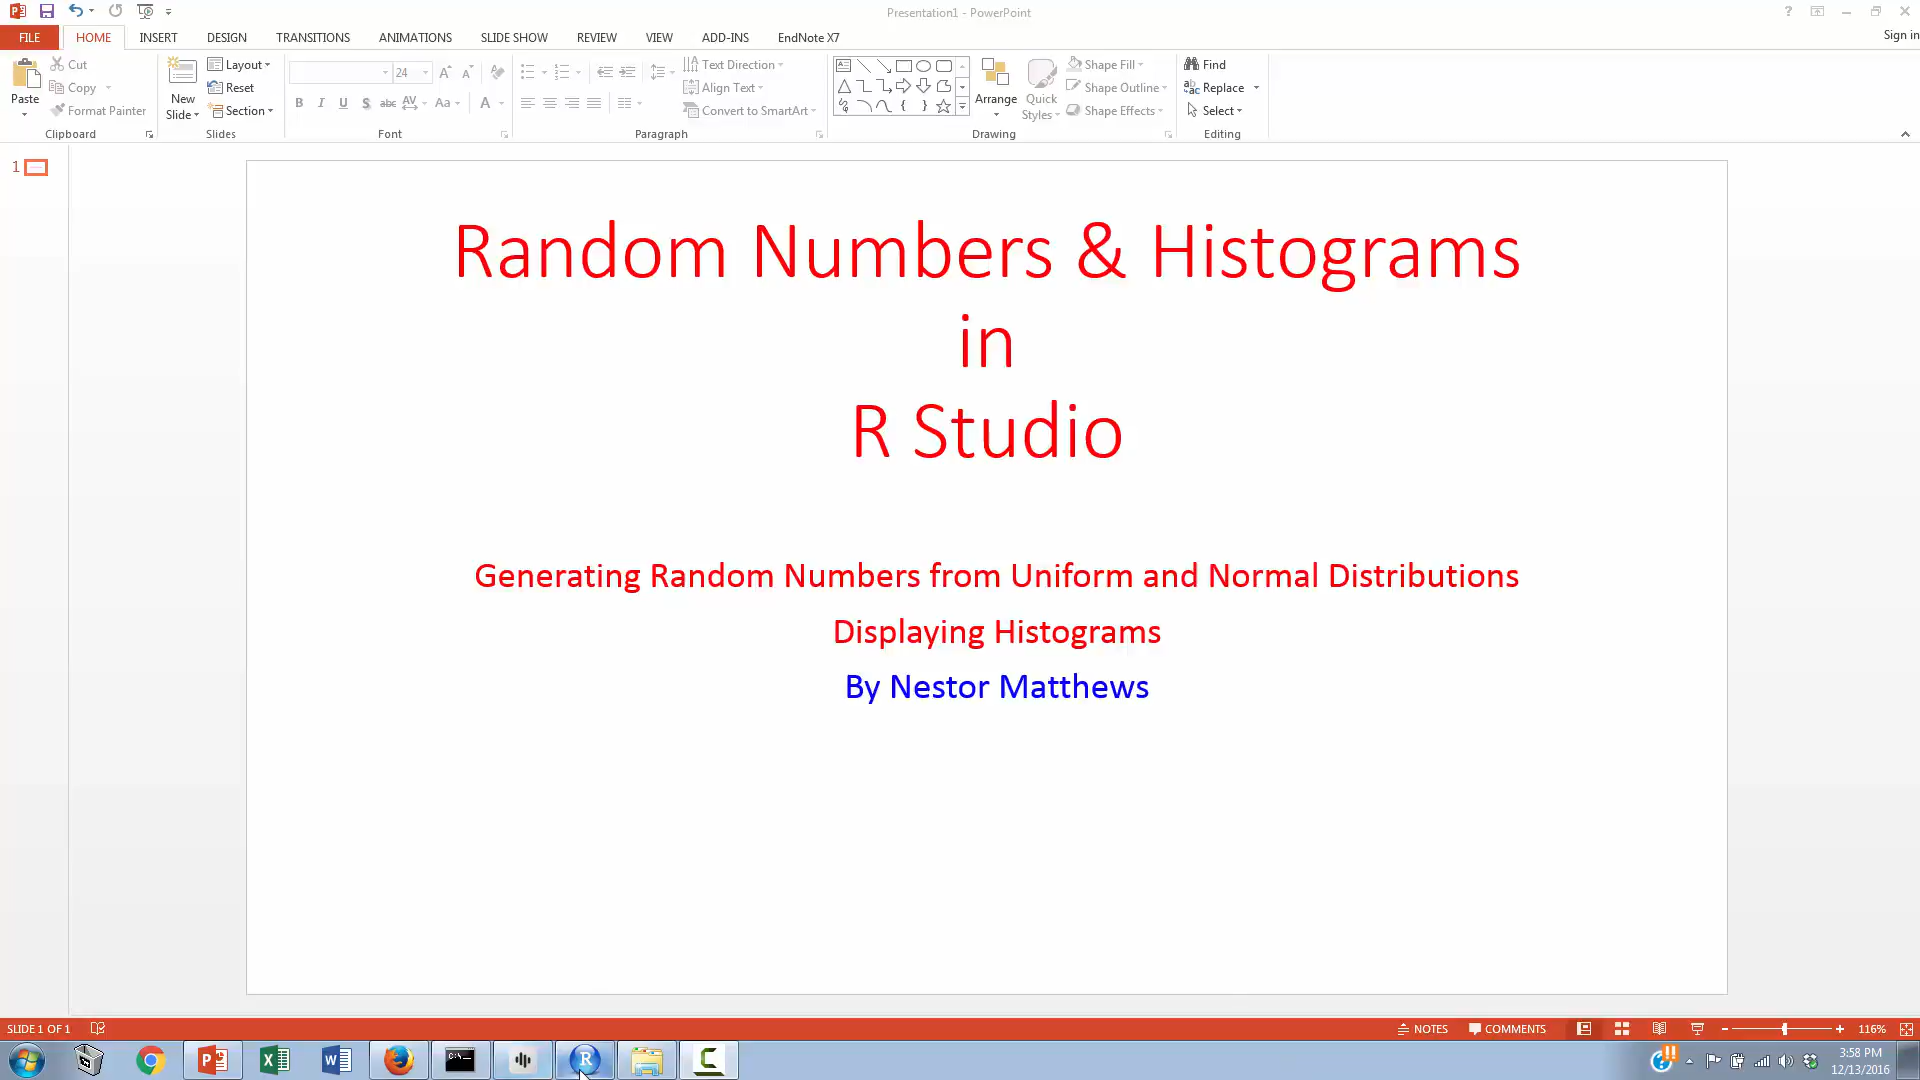 Presentation1 - PowerPoint
Sign in
FILE HOME INSERT DESIGN TRANSITIONS ANIMATIONS SLIDE SHOW REVIEW VIEW ADD-INS EndNote X7
Paste
Cut
Copy
Format Painter
Clipboard
New Slide
Layout
Reset
Section
Slides
24
Font
Text Direction
Align Text
Convert to SmartArt
Paragraph
Arrange
Quick Styles
Shape Fill
Shape Outline
Shape Effects
Drawing
Find
Replace
Select
Editing
1
Random Numbers & Histograms
in
R Studio
Generating Random Numbers from Uniform and Normal Distributions
Displaying Histograms
By Nestor Matthews
SLIDE 1 OF 1
NOTES COMMENTS 116%
3:58 PM
12/13/2016